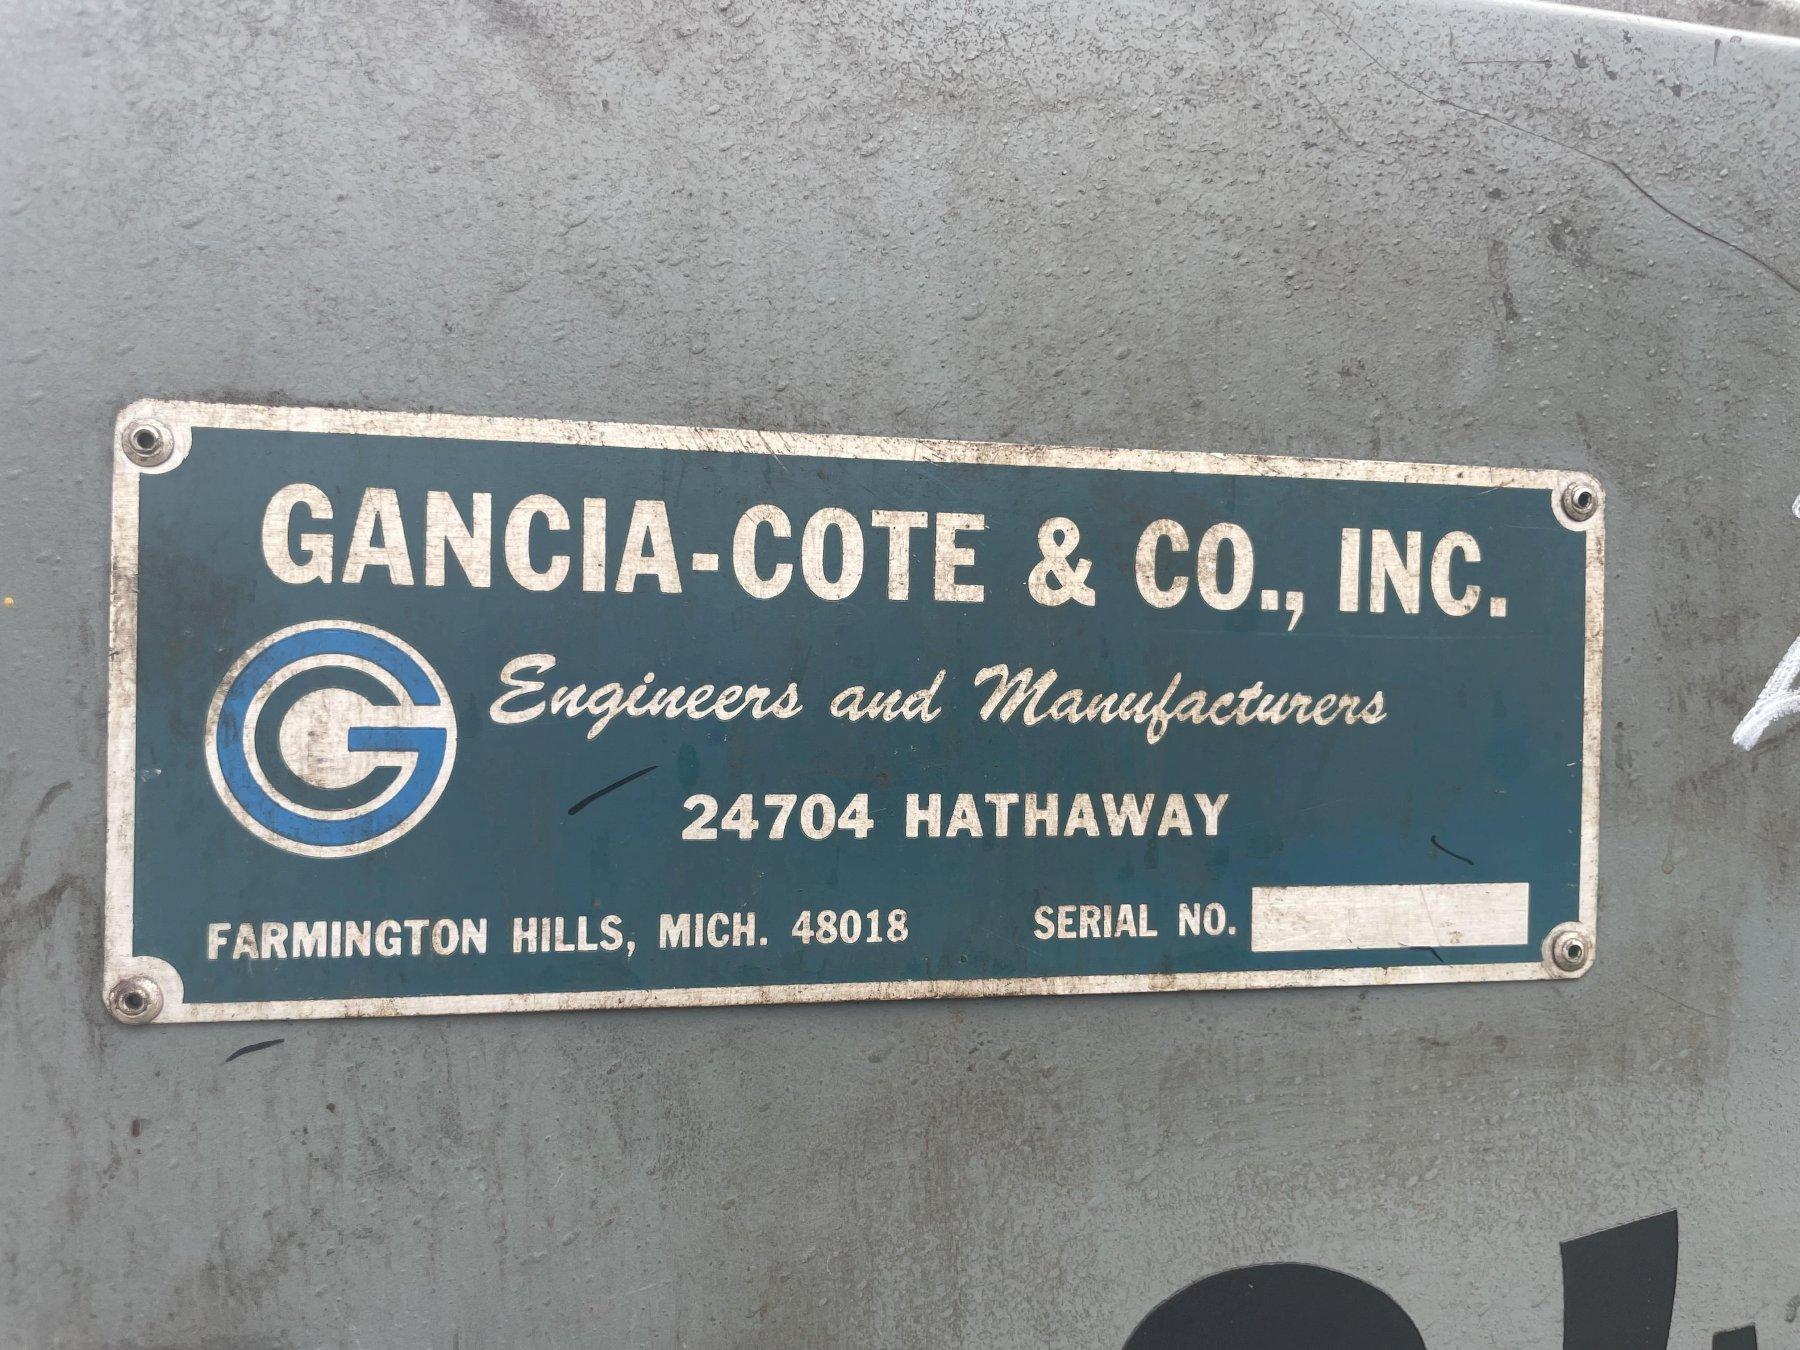 GANCIA-COTE & CO., INC.
Engineers and Manufacturers
24704 HATHAWAY
FARMINGTON HILLS, MICH. 48018 SERIAL NO.